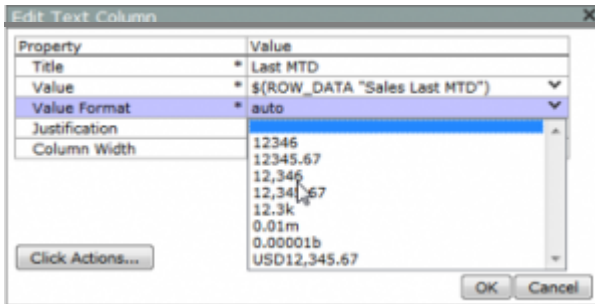 Edit Text Column
Property Value
Title * Last MTD
Value * $(ROW_DATA "Sales Last MTD")
Value Format * auto
Justification
Column Width
12346
12345.67
12,346
12,345.67
12.3k
0.01m
0.00001b
USD12,345.67
Click Actions...
OK Cancel